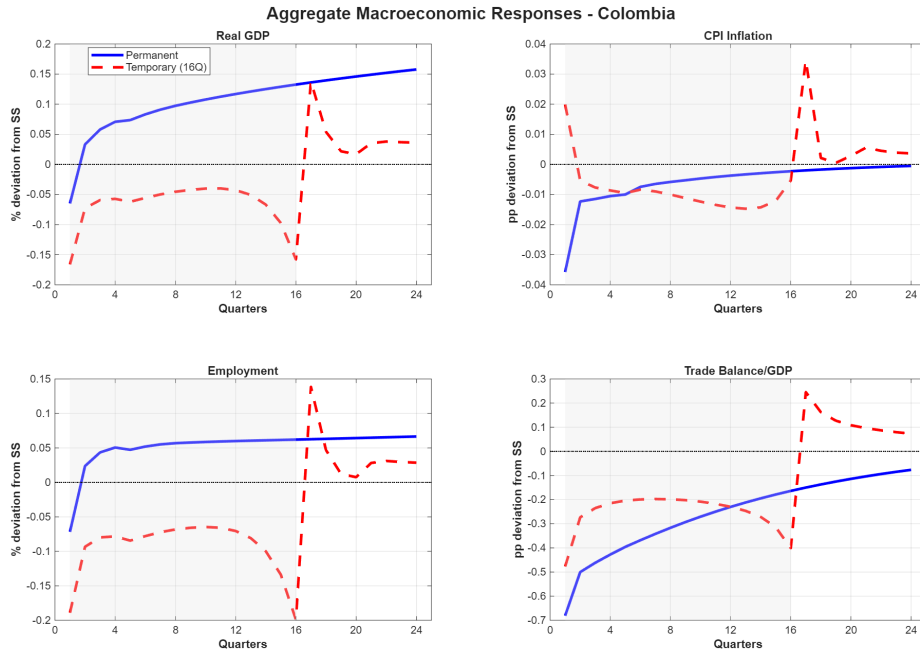 Aggregate Macroeconomic Responses - Colombia
Real GDP
Permanent
Temporary (16Q)
% deviation from SS
0.2
0.15
0.1
0.05
0
-0.05
-0.1
-0.15
-0.2
0 4 8 12 16 20 24
Quarters
CPI Inflation
pp deviation from SS
0.04
0.03
0.02
0.01
0
-0.01
-0.02
-0.03
-0.04
0 4 8 12 16 20 24
Quarters
Employment
% deviation from SS
0.15
0.1
0.05
0
-0.05
-0.1
-0.15
-0.2
0 4 8 12 16 20 24
Quarters
Trade Balance/GDP
pp deviation from SS
0.3
0.2
0.1
0
-0.1
-0.2
-0.3
-0.4
-0.5
-0.6
-0.7
0 4 8 12 16 20 24
Quarters